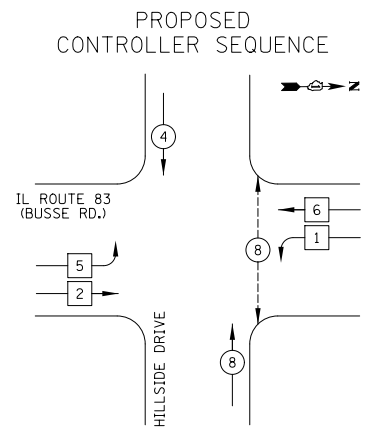 PROPOSED
CONTROLLER SEQUENCE
N
4
IL ROUTE 83
(BUSSE RD.)
6
1
8
5
2
HILLSIDE DRIVE
8